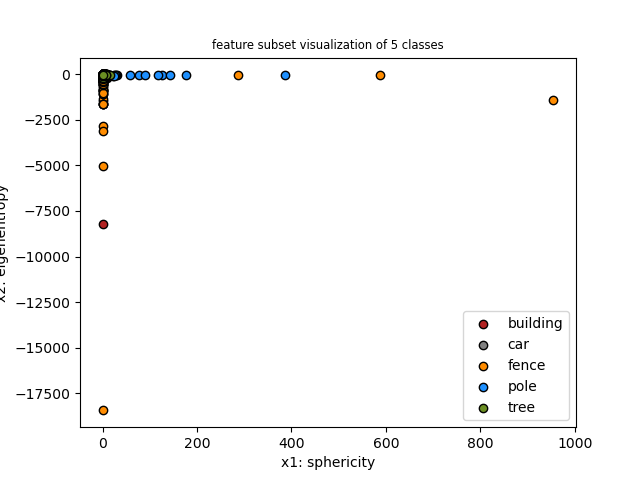 feature subset visualization of 5 classes
0
−2500
−5000
−7500
−10000
−12500
−15000
−17500
x2: eigenentropy
building
car
fence
pole
tree
0 200 400 600 800 1000
x1: sphericity